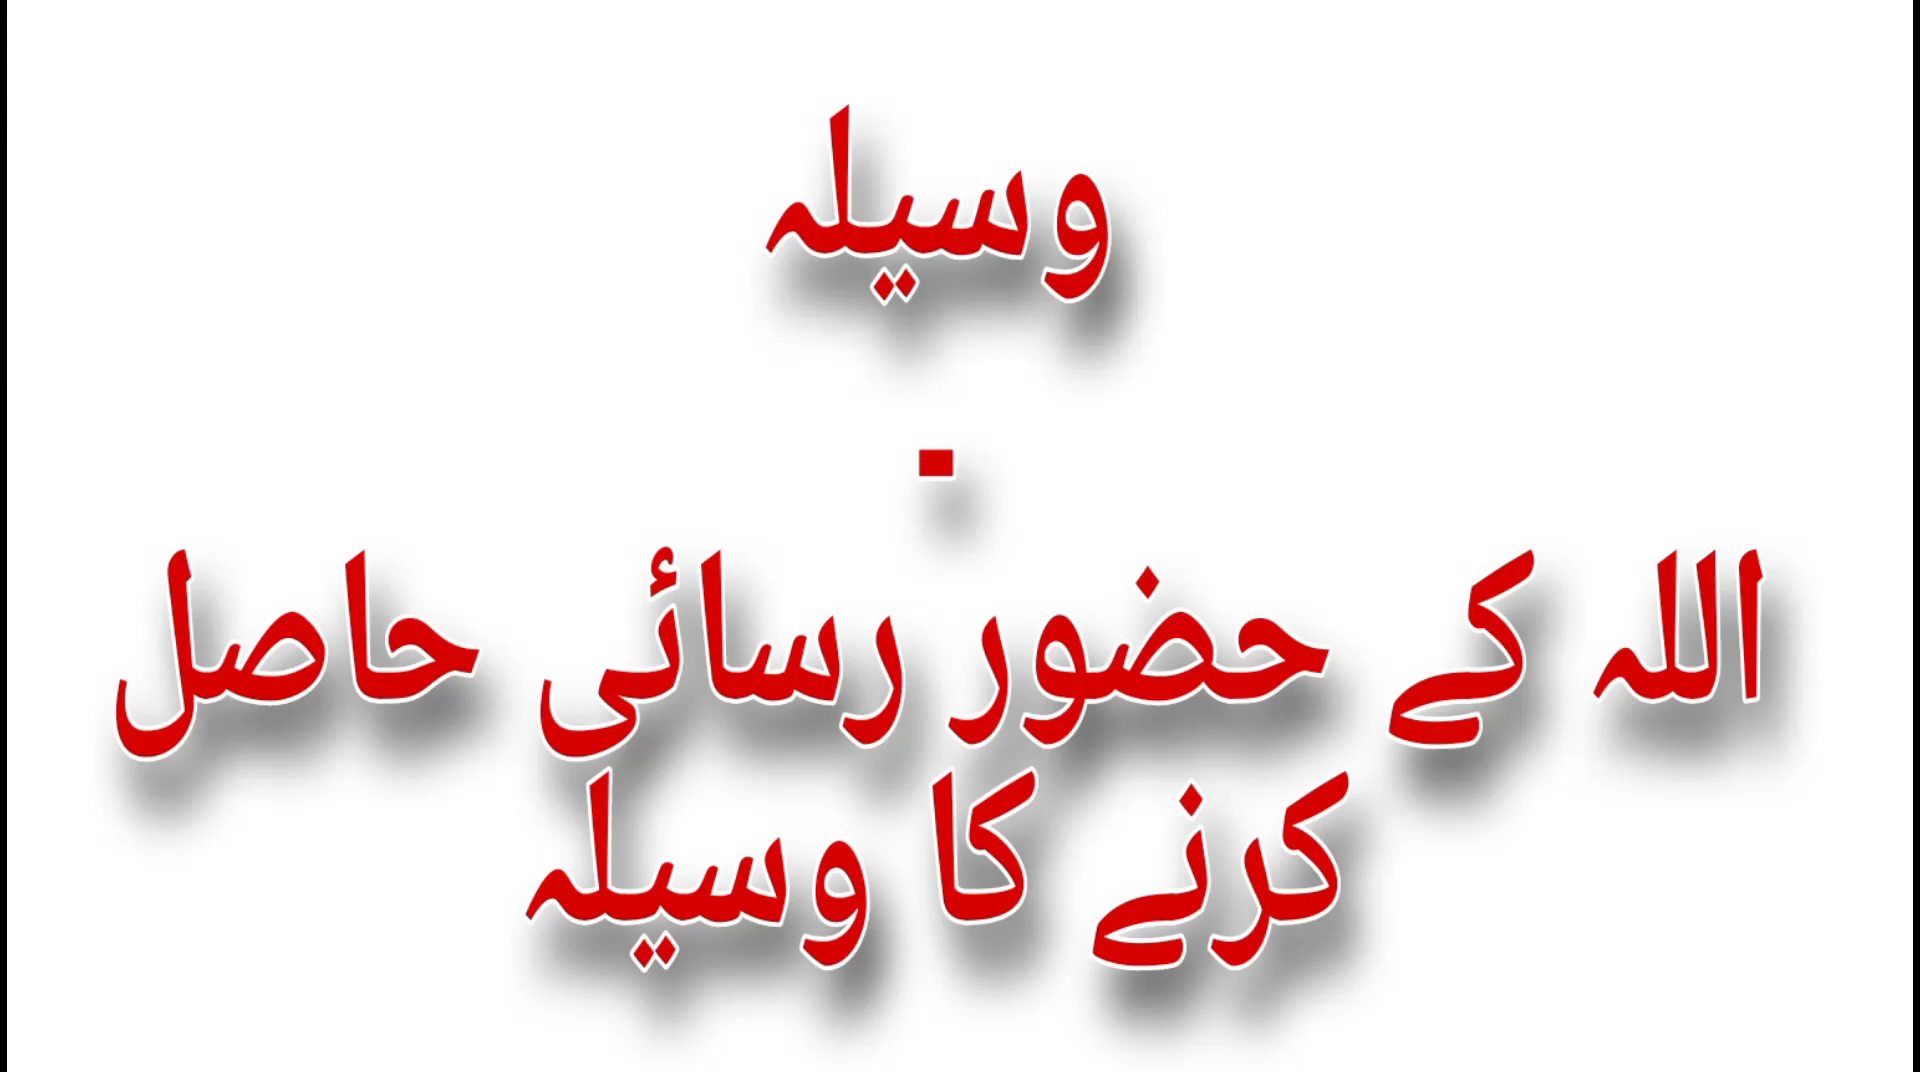 وسیلہ
-
اللہ کے حضور رسائی حاصل
کرنے کا وسیلہ